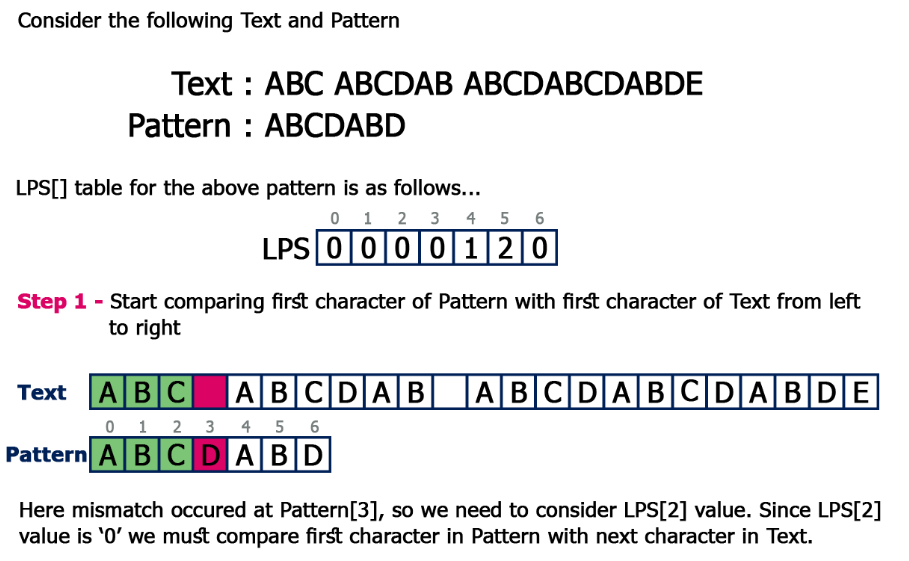 Consider the following Text and Pattern
Text : ABC ABCDAB ABCDABCDABDE
Pattern : ABCDABD
LPS[] table for the above pattern is as follows...
0 1 2 3 4 5 6
LPS 0 0 0 0 1 2 0
Step 1 - Start comparing first character of Pattern with first character of Text from left
to right
Text A B C A B C D A B A B C D A B C D A B D E
0 1 2 3 4 5 6
Pattern A B C D A B D
Here mismatch occured at Pattern[3], so we need to consider LPS[2] value. Since LPS[2]
value is ‘0’ we must compare first character in Pattern with next character in Text.